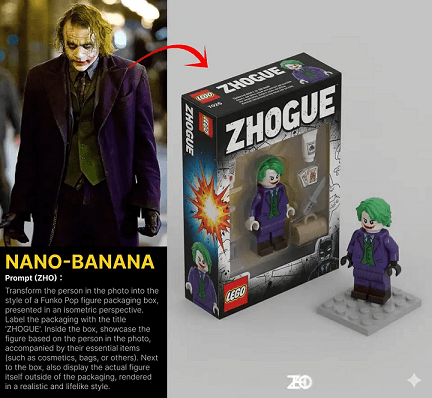 ZHOGUE
ZHOGUE
ZHOGUE
LEGO
LEGO
LEGO
NANO-BANANA
Prompt (ZHO) :
Transform the person in the photo into the
style of a Funko Pop figure packaging box,
presented in an isometric perspective.
Label the packaging with the title
'ZHOGUE'. Inside the box, showcase the
figure based on the person in the photo,
accompanied by their essential items
(such as cosmetics, bags, or others). Next
to the box, also display the actual figure
itself outside of the packaging, rendered
in a realistic and lifelike style.
ZHO